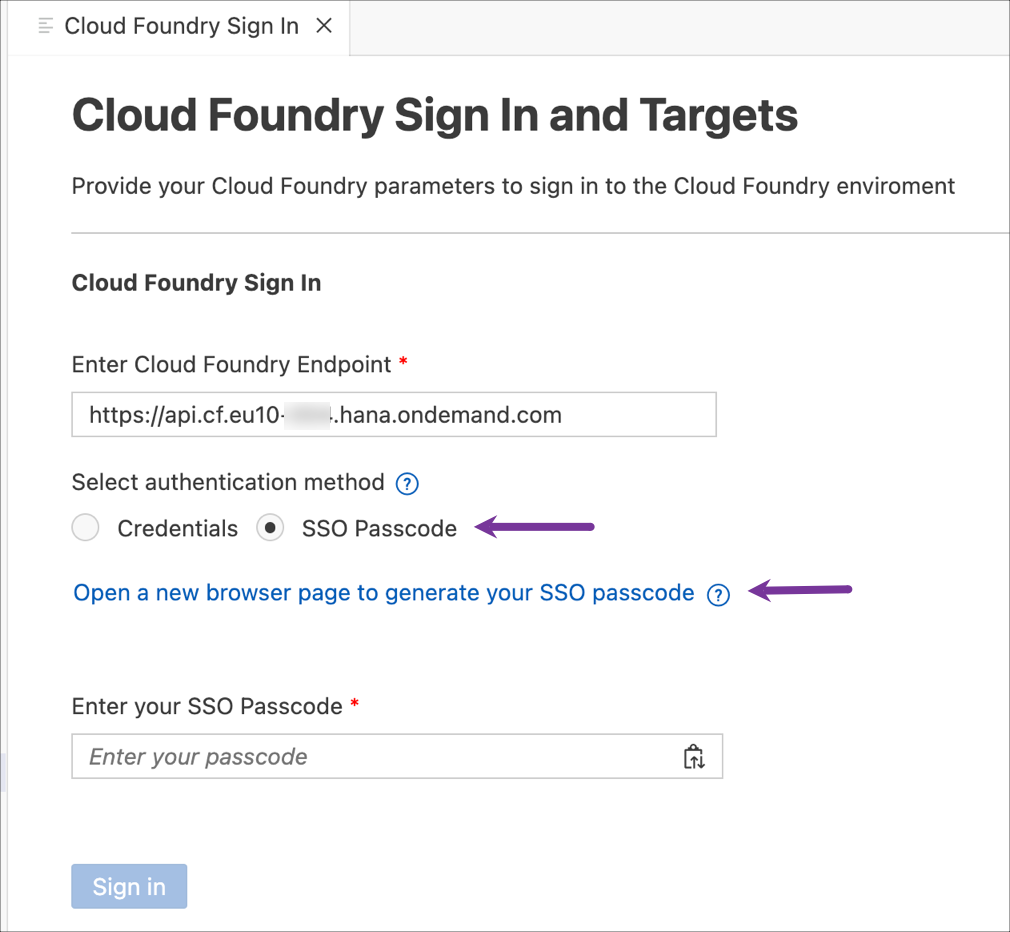 Cloud Foundry Sign In
Cloud Foundry Sign In and Targets
Provide your Cloud Foundry parameters to sign in to the Cloud Foundry enviroment
Cloud Foundry Sign In
Enter Cloud Foundry Endpoint *
https://api.cf.eu10- .hana.ondemand.com
Select authentication method ?
Credentials SSO Passcode
Open a new browser page to generate your SSO passcode ?
Enter your SSO Passcode *
Enter your passcode
Sign in